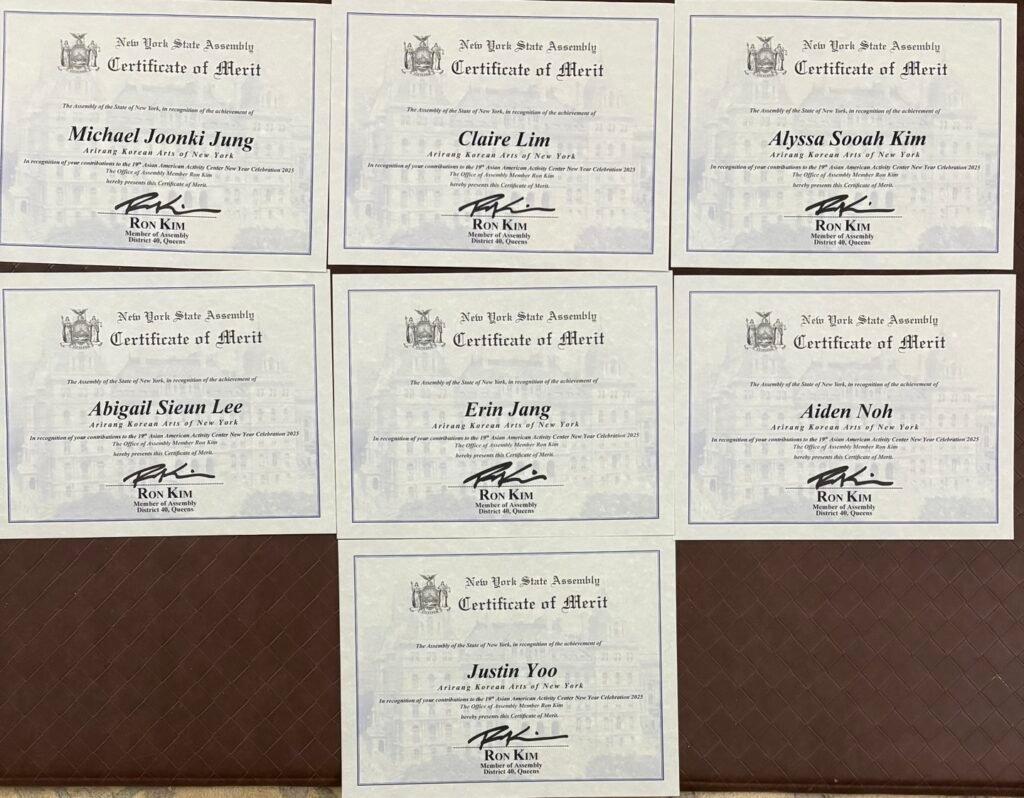 New York State Assembly
Certificate of Merit
The Assembly of the State of New York, in recognition of the achievement of
Michael Joonki Jung
Arirang Korean Arts of New York
In recognition of your contributions to the 19th Asian American Activity Center New Year Celebration 2025
The Office of Assembly Member Ron Kim
hereby presents this Certificate of Merit.
RON KIM
Member of Assembly
District 40, Queens
New York State Assembly
Certificate of Merit
The Assembly of the State of New York, in recognition of the achievement of
Claire Lim
Arirang Korean Arts of New York
In recognition of your contributions to the 19th Asian American Activity Center New Year Celebration 2025
The Office of Assembly Member Ron Kim
hereby presents this Certificate of Merit.
RON KIM
Member of Assembly
District 40, Queens
New York State Assembly
Certificate of Merit
The Assembly of the State of New York, in recognition of the achievement of
Alyssa Sooah Kim
Arirang Korean Arts of New York
In recognition of your contributions to the 19th Asian American Activity Center New Year Celebration 2025
The Office of Assembly Member Ron Kim
hereby presents this Certificate of Merit.
RON KIM
Member of Assembly
District 40, Queens
New York State Assembly
Certificate of Merit
The Assembly of the State of New York, in recognition of the achievement of
Abigail Sieun Lee
Arirang Korean Arts of New York
In recognition of your contributions to the 19th Asian American Activity Center New Year Celebration 2025
The Office of Assembly Member Ron Kim
hereby presents this Certificate of Merit.
RON KIM
Member of Assembly
District 40, Queens
New York State Assembly
Certificate of Merit
The Assembly of the State of New York, in recognition of the achievement of
Erin Jang
Arirang Korean Arts of New York
In recognition of your contributions to the 19th Asian American Activity Center New Year Celebration 2025
The Office of Assembly Member Ron Kim
hereby presents this Certificate of Merit.
RON KIM
Member of Assembly
District 40, Queens
New York State Assembly
Certificate of Merit
The Assembly of the State of New York, in recognition of the achievement of
Aiden Noh
Arirang Korean Arts of New York
In recognition of your contributions to the 19th Asian American Activity Center New Year Celebration 2025
The Office of Assembly Member Ron Kim
hereby presents this Certificate of Merit.
RON KIM
Member of Assembly
District 40, Queens
New York State Assembly
Certificate of Merit
The Assembly of the State of New York, in recognition of the achievement of
Justin Yoo
Arirang Korean Arts of New York
In recognition of your contributions to the 19th Asian American Activity Center New Year Celebration 2025
The Office of Assembly Member Ron Kim
hereby presents this Certificate of Merit.
RON KIM
Member of Assembly
District 40, Queens